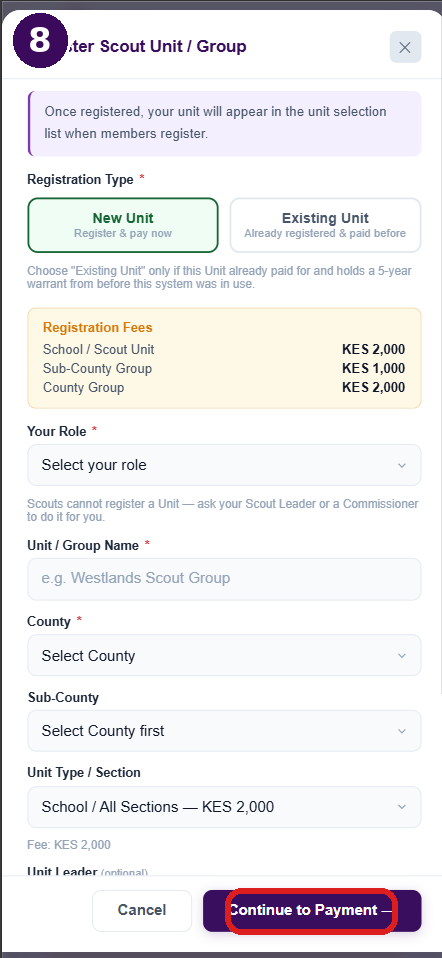 8
ter Scout Unit / Group
Once registered, your unit will appear in the unit selection
list when members register.
Registration Type *
New Unit
Register & pay now
Existing Unit
Already registered & paid before
Choose "Existing Unit" only if this Unit already paid for and holds a 5-year
warrant from before this system was in use.
Registration Fees
School / Scout Unit KES 2,000
Sub-County Group KES 1,000
County Group KES 2,000
Your Role *
Select your role
Scouts cannot register a Unit — ask your Scout Leader or a Commissioner
to do it for you.
Unit / Group Name *
e.g. Westlands Scout Group
County *
Select County
Sub-County
Select County first
Unit Type / Section
School / All Sections — KES 2,000
Fee: KES 2,000
Unit Leader (optional)
Cancel
Continue to Payment